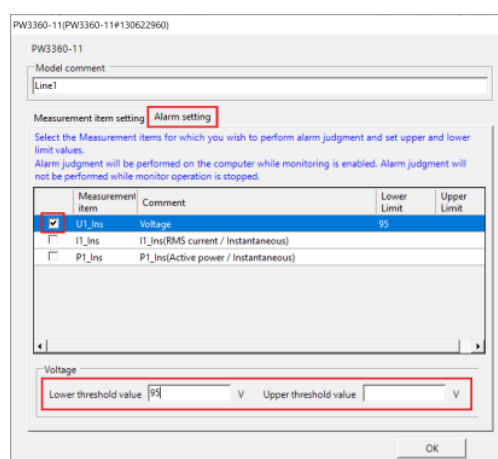 PW3360-11(PW3360-11#130622960)
PW3360-11
Model comment
Line1
Measurement item setting Alarm setting
Select the Measurement items for which you wish to perform alarm judgment and set upper and lower
limit values.
Alarm judgment will be performed on the computer while monitoring is enabled. Alarm judgment will
not be performed while monitor operation is stopped.
Measurement item Comment Lower Limit Upper Limit
U1_Ins Voltage 95
I1_Ins I1_Ins(RMS current / Instantaneous)
P1_Ins P1_Ins(Active power / Instantaneous)
Voltage
Lower threshold value 95 V Upper threshold value V
OK